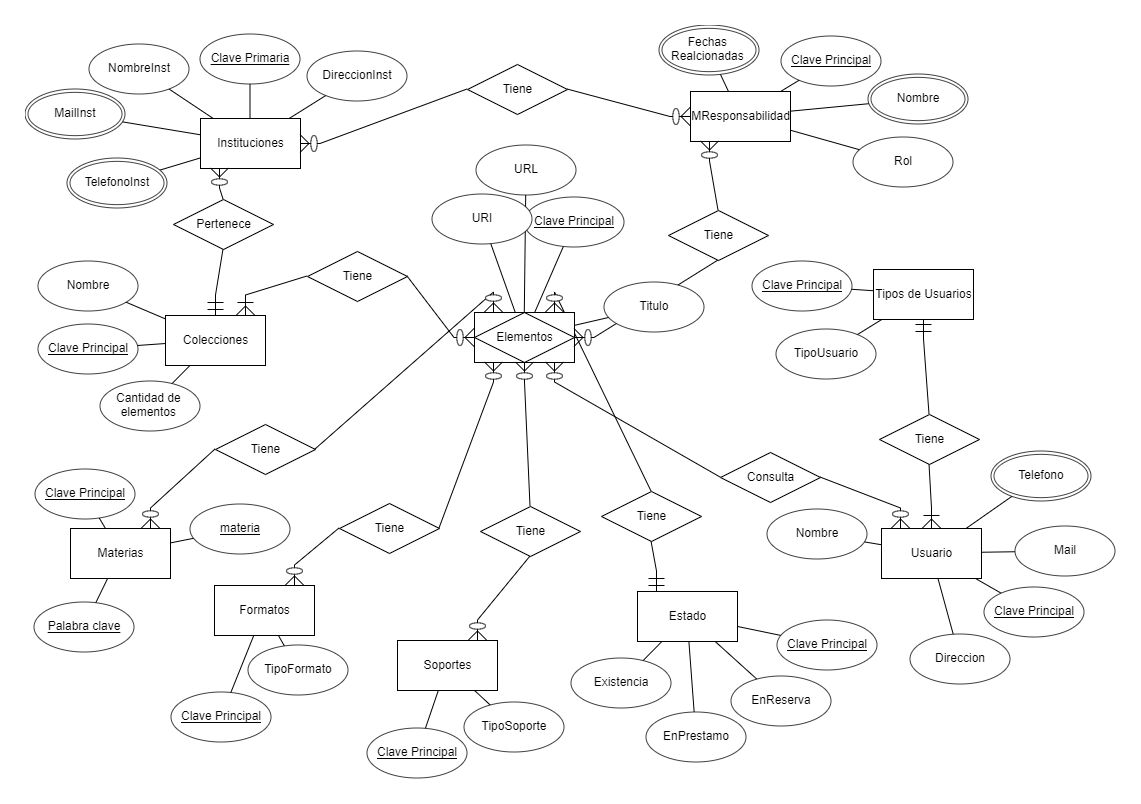 Fechas
Realcionadas
Clave Primaria
Clave Principal
NombreInst
DireccionInst
Tiene
Nombre
MailInst
MResponsabilidad
Instituciones
Rol
URL
TelefonoInst
URI
Clave Principal
Pertenece
Tiene
Tiene
Nombre
Clave Principal
Tipos de Usuarios
Titulo
Colecciones
Elementos
Clave Principal
TipoUsuario
Cantidad de
elementos
Tiene
Tiene
Consulta
Telefono
Clave Principal
materia
Tiene
Tiene
Tiene
Nombre
Materias
Usuario
Mail
Formatos
Clave Principal
Estado
Palabra clave
Clave Principal
Direccion
TipoFormato
Soportes
Existencia
EnReserva
Clave Principal
TipoSoporte
EnPrestamo
Clave Principal